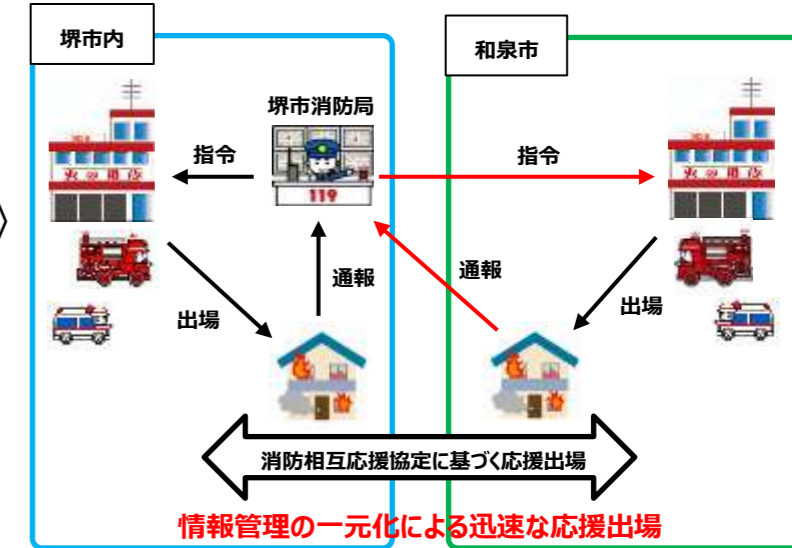 堺市内
和泉市
堺市消防局
指令
指令
119
通報
通報
出場
出場
消防相互応援協定に基づく応援出場
情報管理の一元化による迅速な応援出場